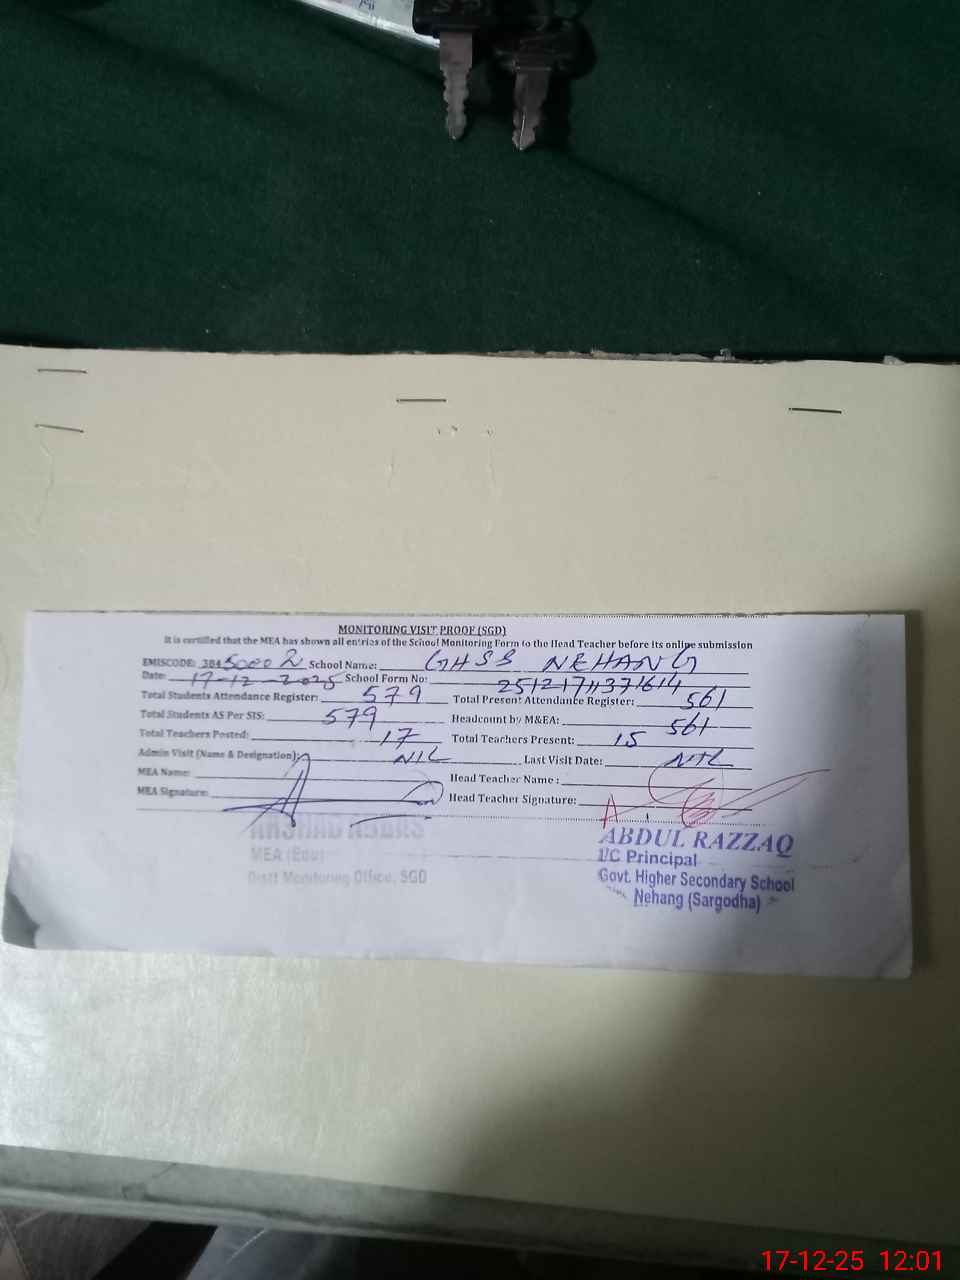 MONITORING VISIT PROOF (SGD)
It is certified that the MEA has shown all entries of the School Monitoring Form to the Head Teacher before its online submission
EMISCODE: 38450002 School Name: GHSS NEHANG
Date: 17-12-2025 School Form No:
Total Students Attendance Register: 579 Total Present Attendance Register: 561
Total Students AS Per SIS: 579 Headcount by M&EA: 561
Total Teachers Posted: 17 Total Teachers Present: 15
Admin Visit (Name & Designation): NIL Last Visit Date: NIL
MEA Name: Head Teacher Name:
MEA Signature: Head Teacher Signature:
ABDUL RAZZAQ
MEA (Edu) I/C Principal
Distt Monitoring Office, SGD Govt. Higher Secondary School
Nehang (Sargodha)
17-12-25 12:01